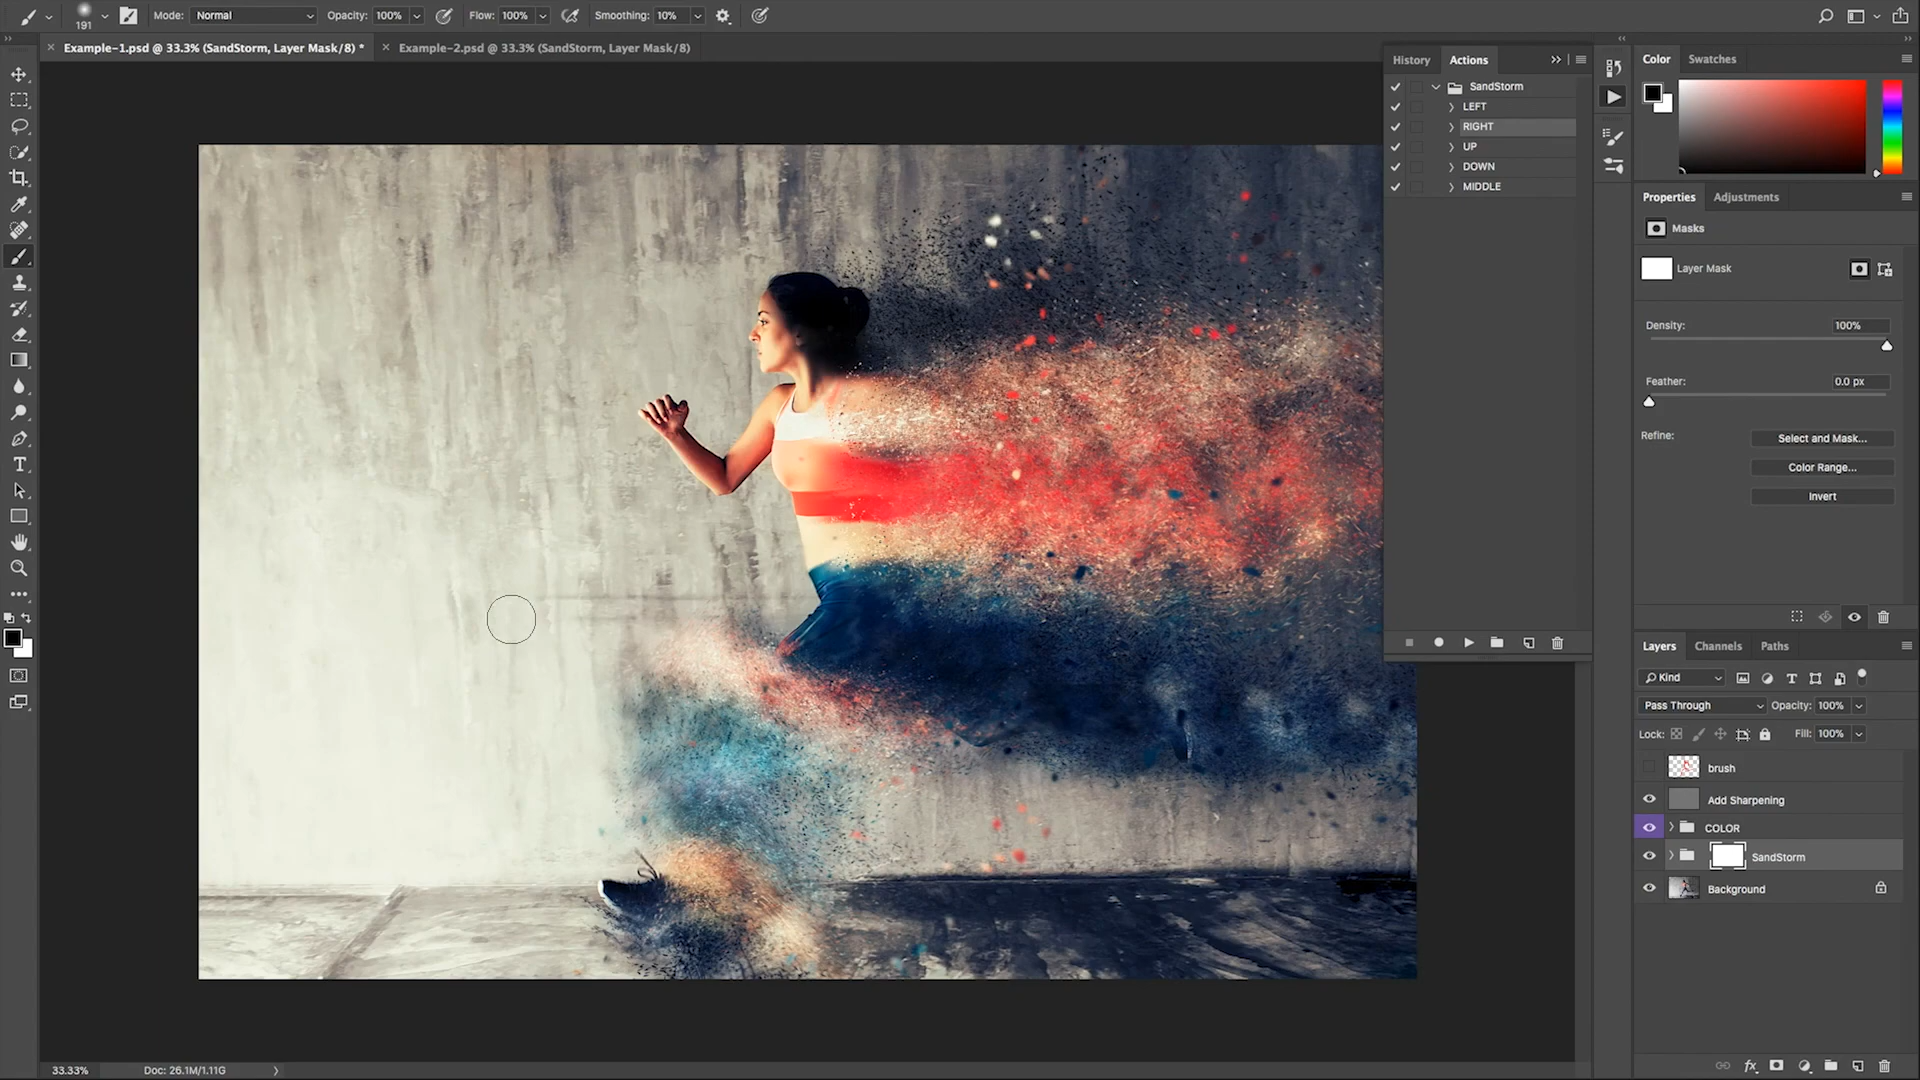 191
Mode: Normal
Opacity: 100%
Flow: 100%
Smoothing: 10%
Example-1.psd @ 33.3% (SandStorm, Layer Mask/8) *
Example-2.psd @ 33.3% (SandStorm, Layer Mask/8)
History Actions
SandStorm
LEFT
RIGHT
UP
DOWN
MIDDLE
Color Swatches
Properties Adjustments
Masks
Layer Mask
Density: 100%
Feather: 0.0 px
Refine: Select and Mask...
Color Range...
Invert
Layers Channels Paths
Kind
Pass Through Opacity: 100%
Lock: Fill: 100%
brush
Add Sharpening
COLOR
SandStorm
Background
33.33% Doc: 26.1M/1.11G